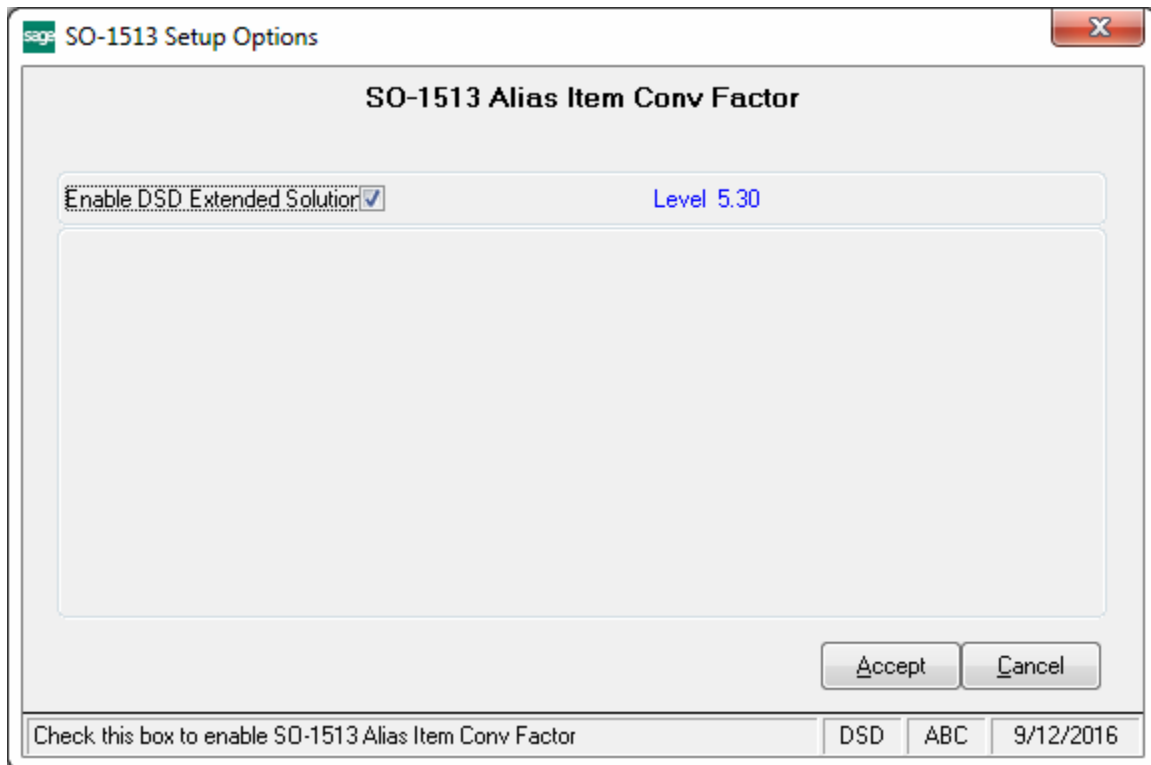 sage SO-1513 Setup Options
SO-1513 Alias Item Conv Factor
Enable DSD Extended Solution Level 5.30
Accept Cancel
Check this box to enable SO-1513 Alias Item Conv Factor DSD ABC 9/12/2016